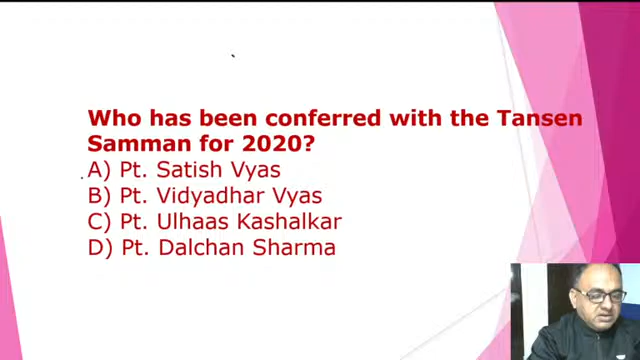 Who has been conferred with the Tansen
Samman for 2020?
A) Pt. Satish Vyas
B) Pt. Vidyadhar Vyas
C) Pt. Ulhaas Kashalkar
D) Pt. Dalchan Sharma